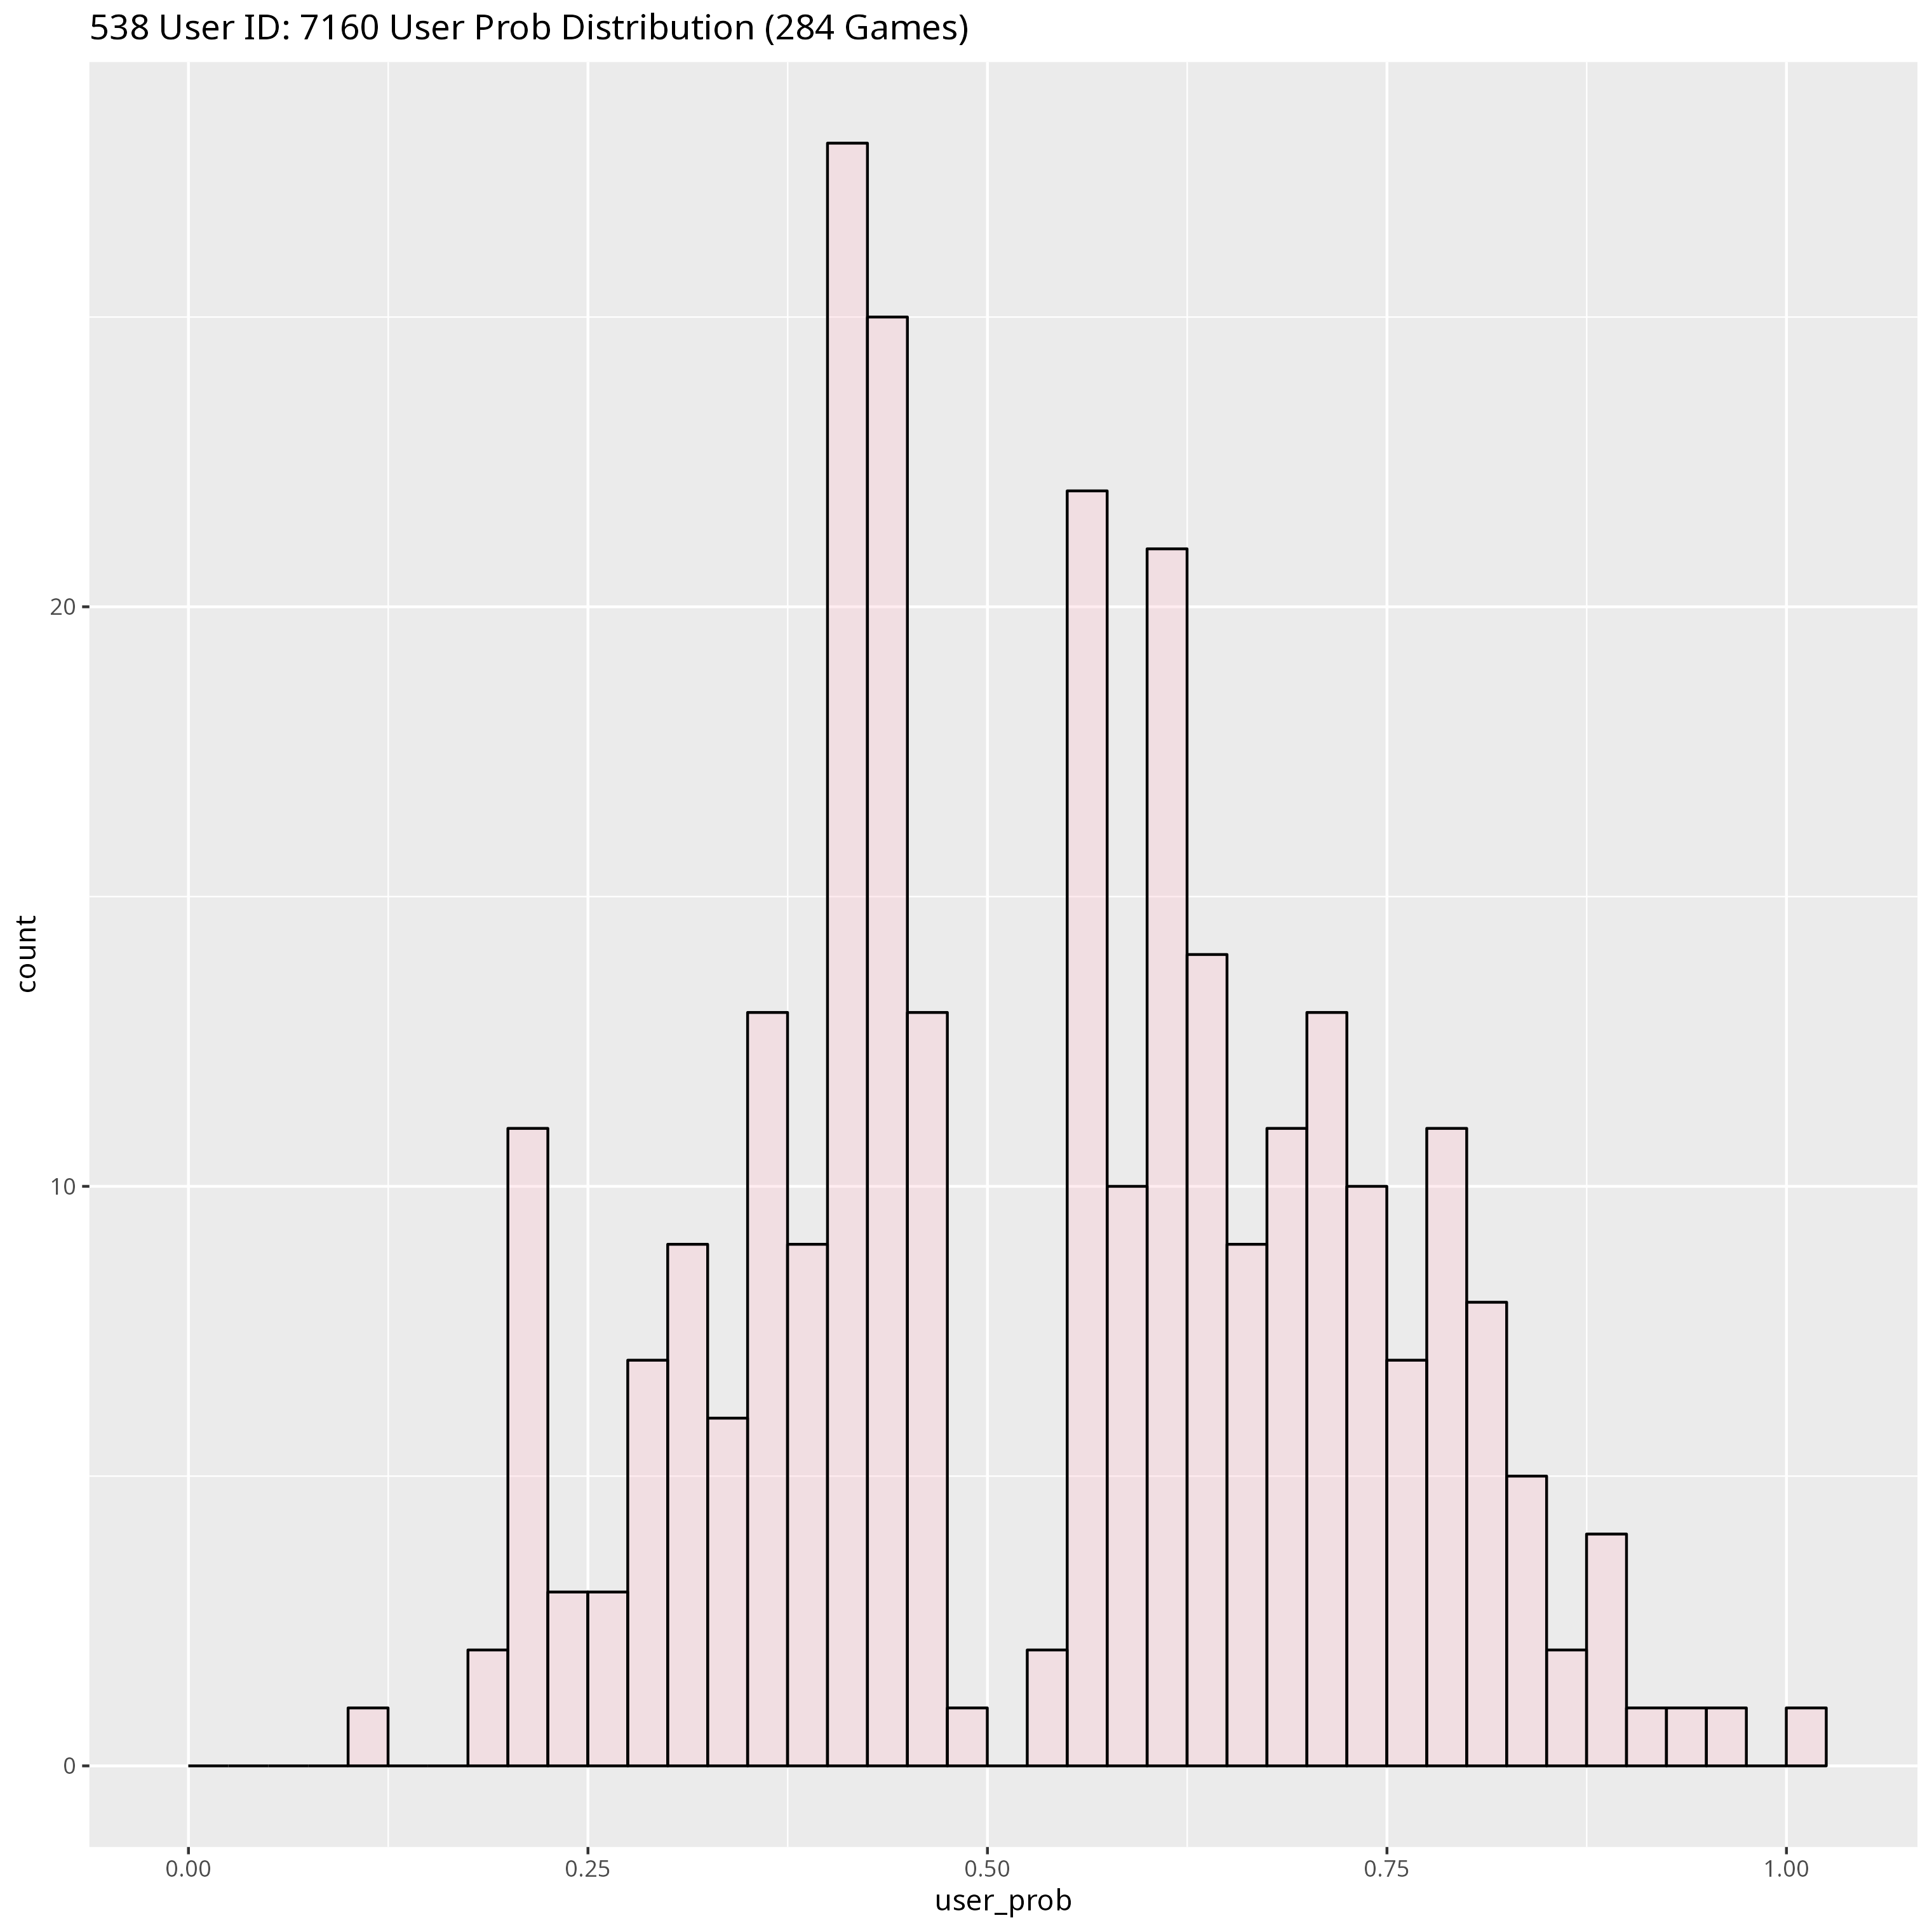 538 User ID: 7160 User Prob Distribution (284 Games)
count
20
10
0
0.00 0.25 0.50 0.75 1.00
user_prob